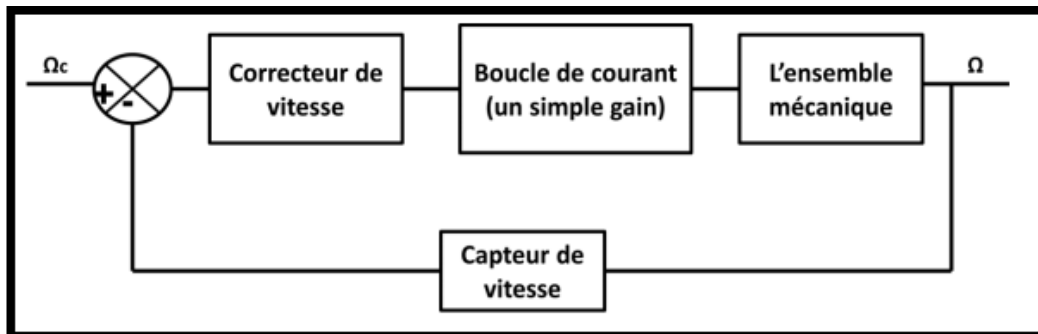 Ωc
+
-
Correcteur de
vitesse
Boucle de courant
(un simple gain)
L'ensemble
mécanique
Ω
Capteur de
vitesse